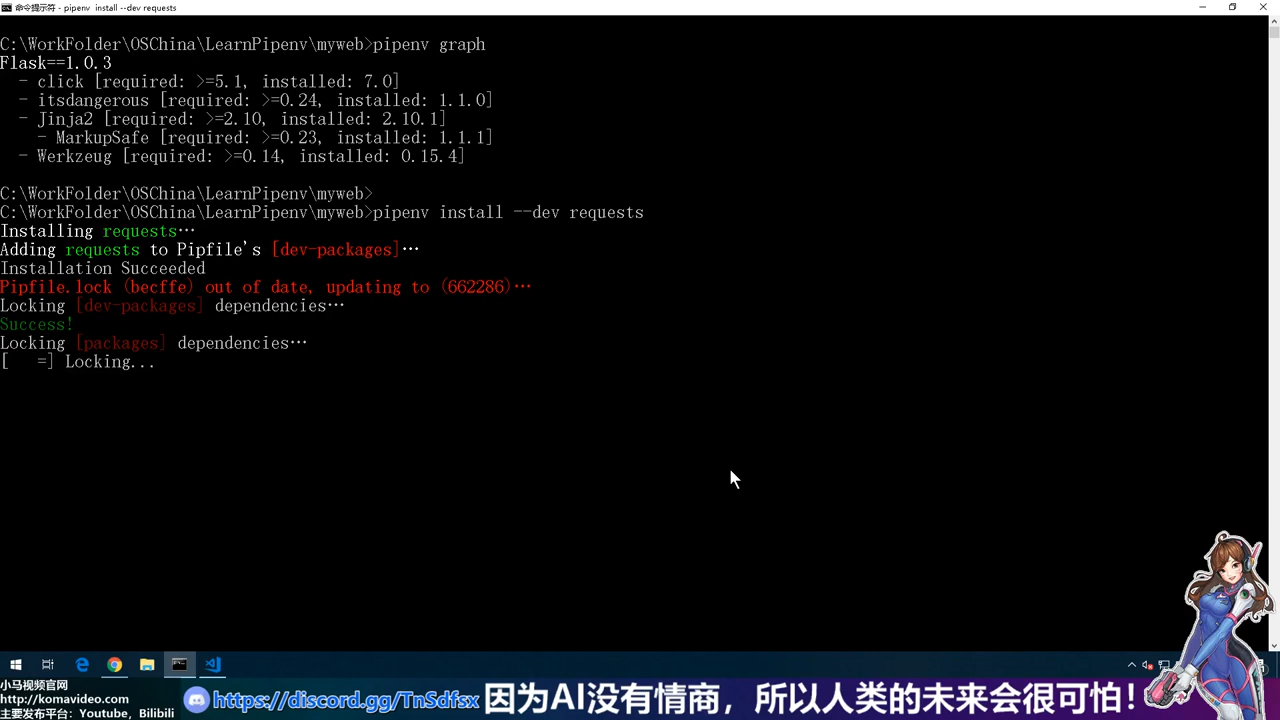 命令提示符 - pipenv install --dev requests
C:\WorkFolder\OSChina\LearnPipenv\myweb>pipenv graph
Flask==1.0.3
  - click [required: >=5.1, installed: 7.0]
  - itsdangerous [required: >=0.24, installed: 1.1.0]
  - Jinja2 [required: >=2.10, installed: 2.10.1]
    - MarkupSafe [required: >=0.23, installed: 1.1.1]
  - Werkzeug [required: >=0.14, installed: 0.15.4]
C:\WorkFolder\OSChina\LearnPipenv\myweb>
C:\WorkFolder\OSChina\LearnPipenv\myweb>pipenv install --dev requests
Installing requests…
Adding requests to Pipfile's [dev-packages]…
Installation Succeeded
Pipfile.lock (becffe) out of date, updating to (662286)…
Locking [dev-packages] dependencies…
Success!
Locking [packages] dependencies…
[   =] Locking...
小马视频官网
http://komavideo.com
主要发布平台: Youtube, Bilibili
https://discord.gg/TnSdfsx 因为AI没有情商，所以人类的未来会很可怕！